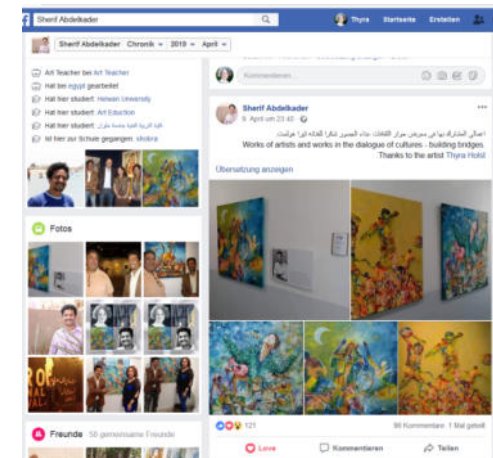 Sherif Abdelkader
Thyra Startseite Erstellen
Sherif Abdelkader Chronik 2019 April
Art Teacher bei Art Teacher
Hat bei egypt gearbeitet
Hat hier studiert: Helwan University
Hat hier studiert: Art Eduction
Hat hier studiert:
Ist hier zur Schule gegangen: shobra
Fotos
Freunde · 56 gemeinsame Freunde
Kommentieren...
Sherif Abdelkader
9. April um 23:45
Works of artists and works in the dialogue of cultures - building bridges.
Thanks to the artist Thyra Holst
Übersetzung anzeigen
121
98 Kommentare 1 Mal geteilt
Love Kommentieren Teilen